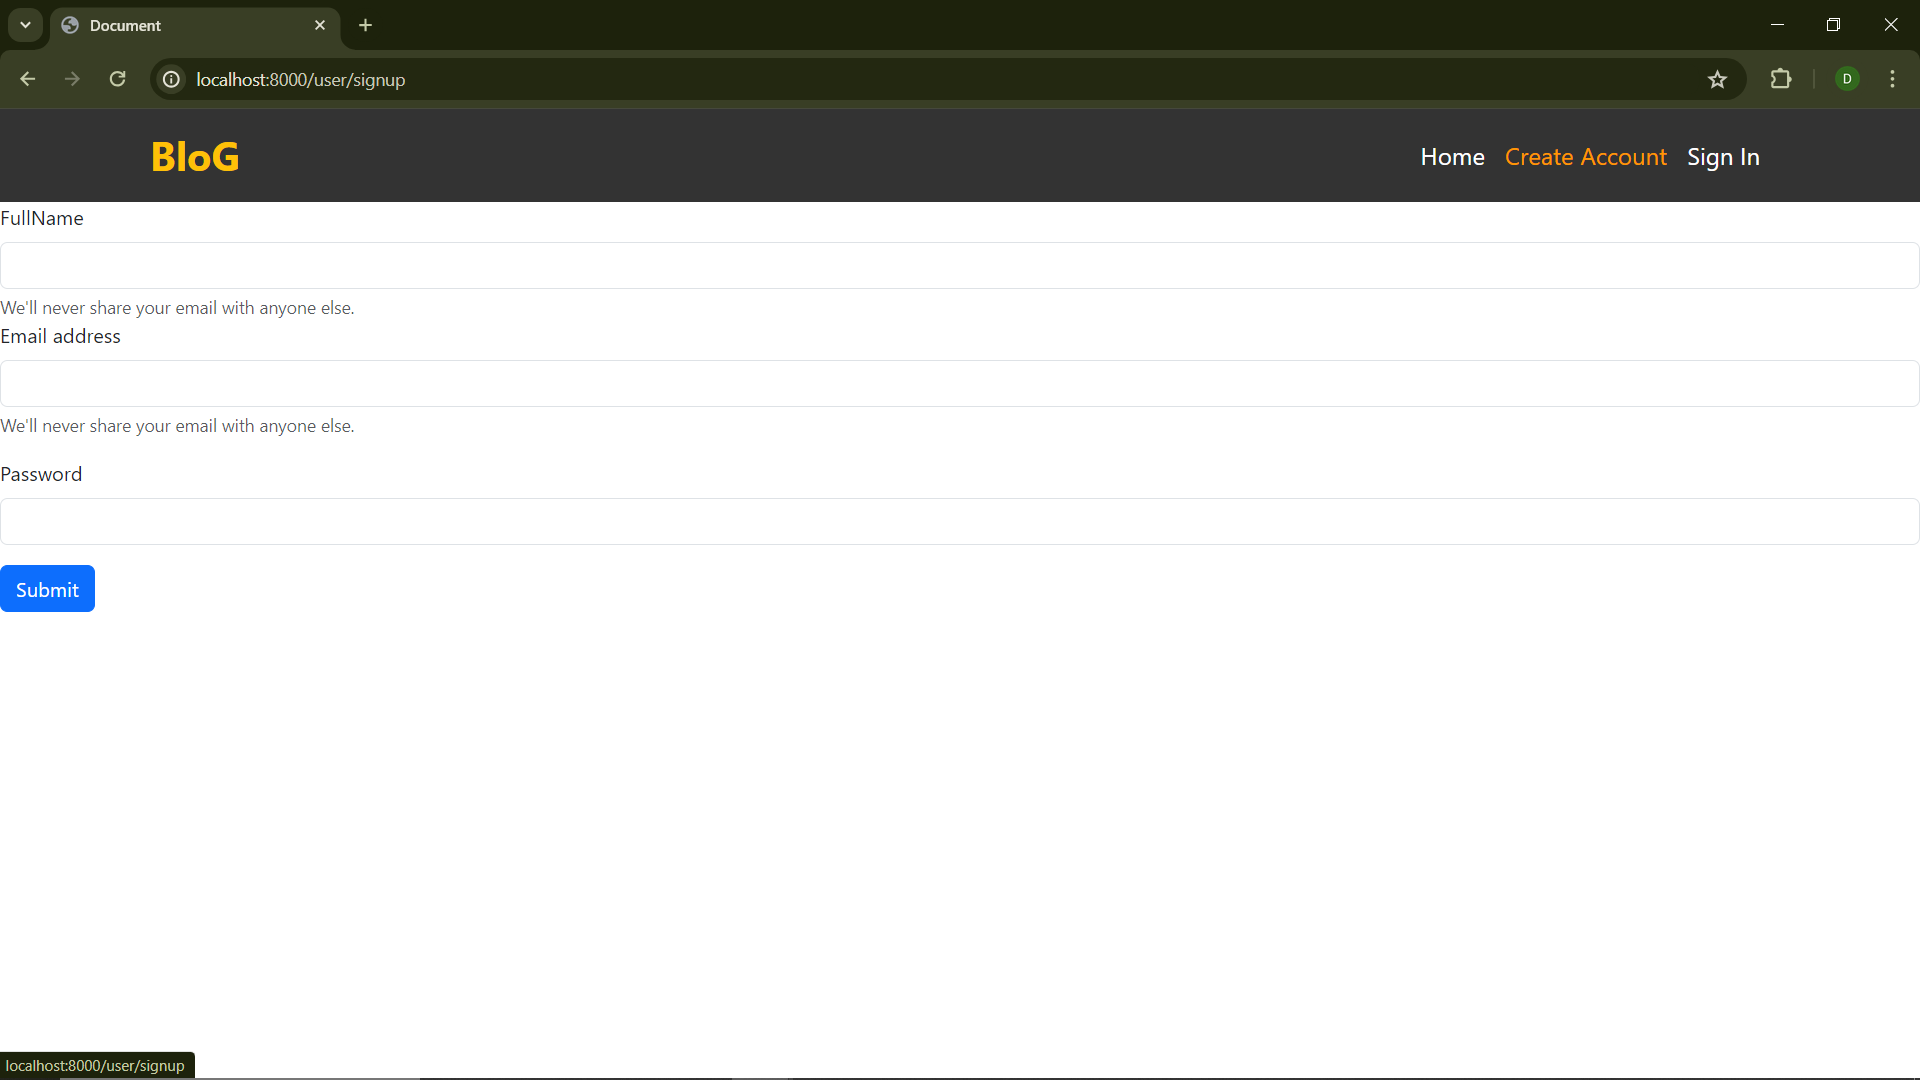 Document
localhost:8000/user/signup
D
BloG
Home Create Account Sign In
FullName
We'll never share your email with anyone else.
Email address
We'll never share your email with anyone else.
Password
Submit
localhost:8000/user/signup